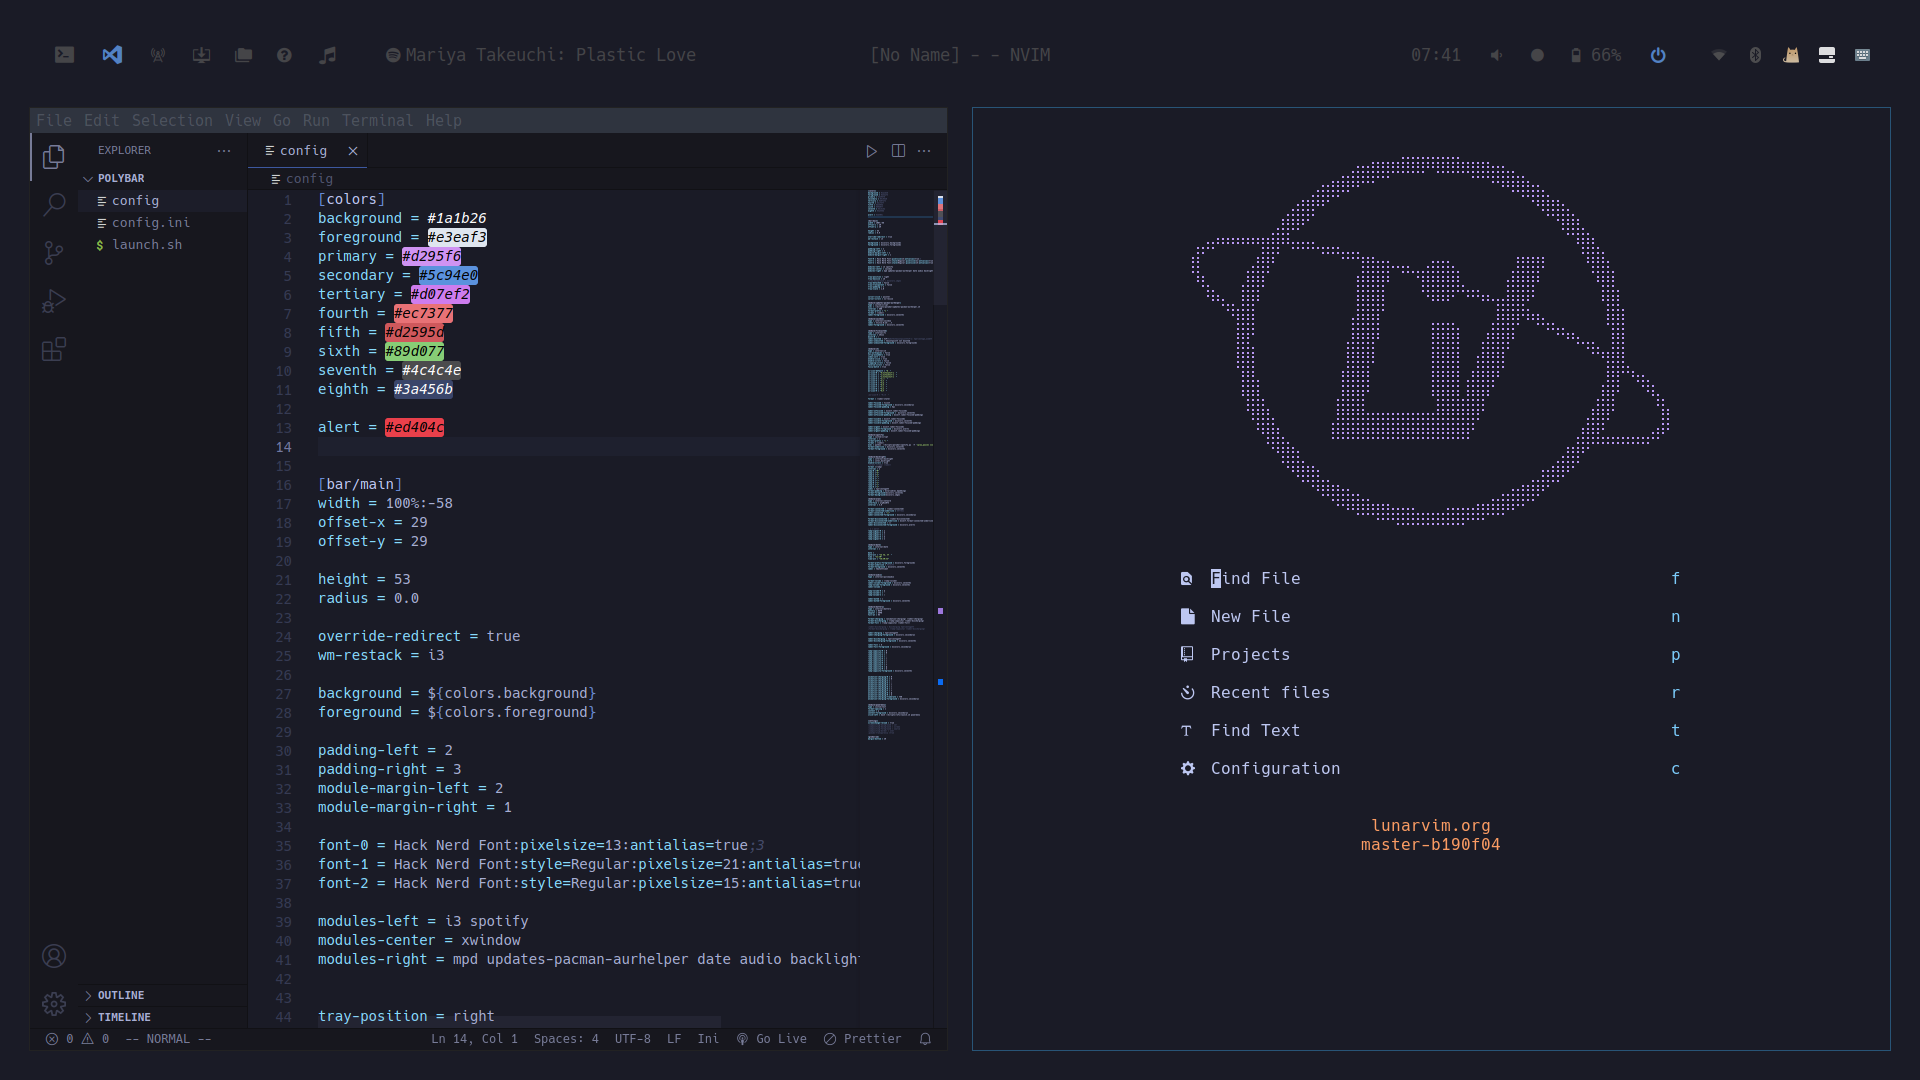 Mariya Takeuchi: Plastic Love
[No Name] - - NVIM
07:41
66%
File Edit Selection View Go Run Terminal Help
EXPLORER
POLYBAR
config
config.ini
launch.sh
OUTLINE
TIMELINE
config
config
1 [colors]
2 background = #1a1b26
3 foreground = #e3eaf3
4 primary = #d295f6
5 secondary = #5c94e0
6 tertiary = #d07ef2
7 fourth = #ec7377
8 fifth = #d2595d
9 sixth = #89d077
10 seventh = #4c4c4e
11 eighth = #3a456b
12
13 alert = #ed404c
14
15
16 [bar/main]
17 width = 100%:-58
18 offset-x = 29
19 offset-y = 29
20
21 height = 53
22 radius = 0.0
23
24 override-redirect = true
25 wm-restack = i3
26
27 background = ${colors.background}
28 foreground = ${colors.foreground}
29
30 padding-left = 2
31 padding-right = 3
32 module-margin-left = 2
33 module-margin-right = 1
34
35 font-0 = Hack Nerd Font:pixelsize=13:antialias=true;3
36 font-1 = Hack Nerd Font:style=Regular:pixelsize=21:antialias=true
37 font-2 = Hack Nerd Font:style=Regular:pixelsize=15:antialias=true
38
39 modules-left = i3 spotify
40 modules-center = xwindow
41 modules-right = mpd updates-pacman-aurhelper date audio backlight
42
43
44 tray-position = right
0 0 -- NORMAL --
Ln 14, Col 1 Spaces: 4 UTF-8 LF Ini Go Live Prettier
Find File f
New File n
Projects p
Recent files r
Find Text t
Configuration c
lunarvim.org
master-b190f04